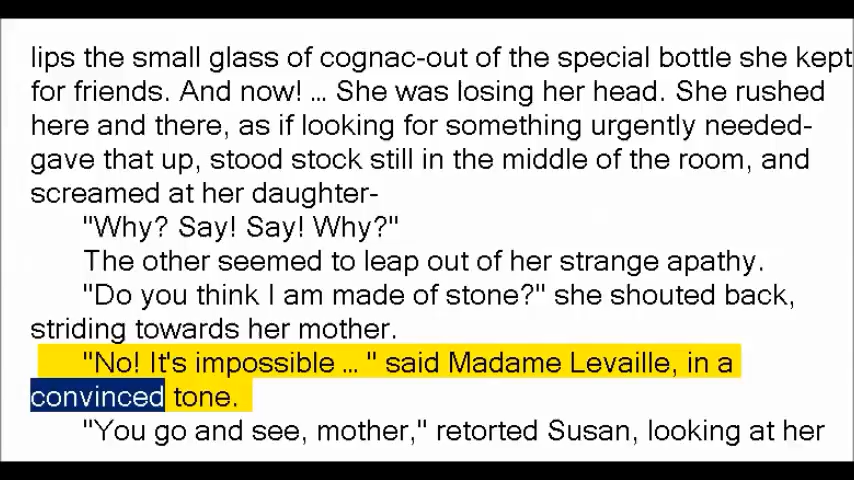 lips the small glass of cognac-out of the special bottle she kept
for friends. And now! ... She was losing her head. She rushed
here and there, as if looking for something urgently needed-
gave that up, stood stock still in the middle of the room, and
screamed at her daughter-
"Why? Say! Say! Why?"
The other seemed to leap out of her strange apathy.
"Do you think I am made of stone?" she shouted back,
striding towards her mother.
"No! It's impossible ... " said Madame Levaille, in a
convinced tone.
"You go and see, mother," retorted Susan, looking at her